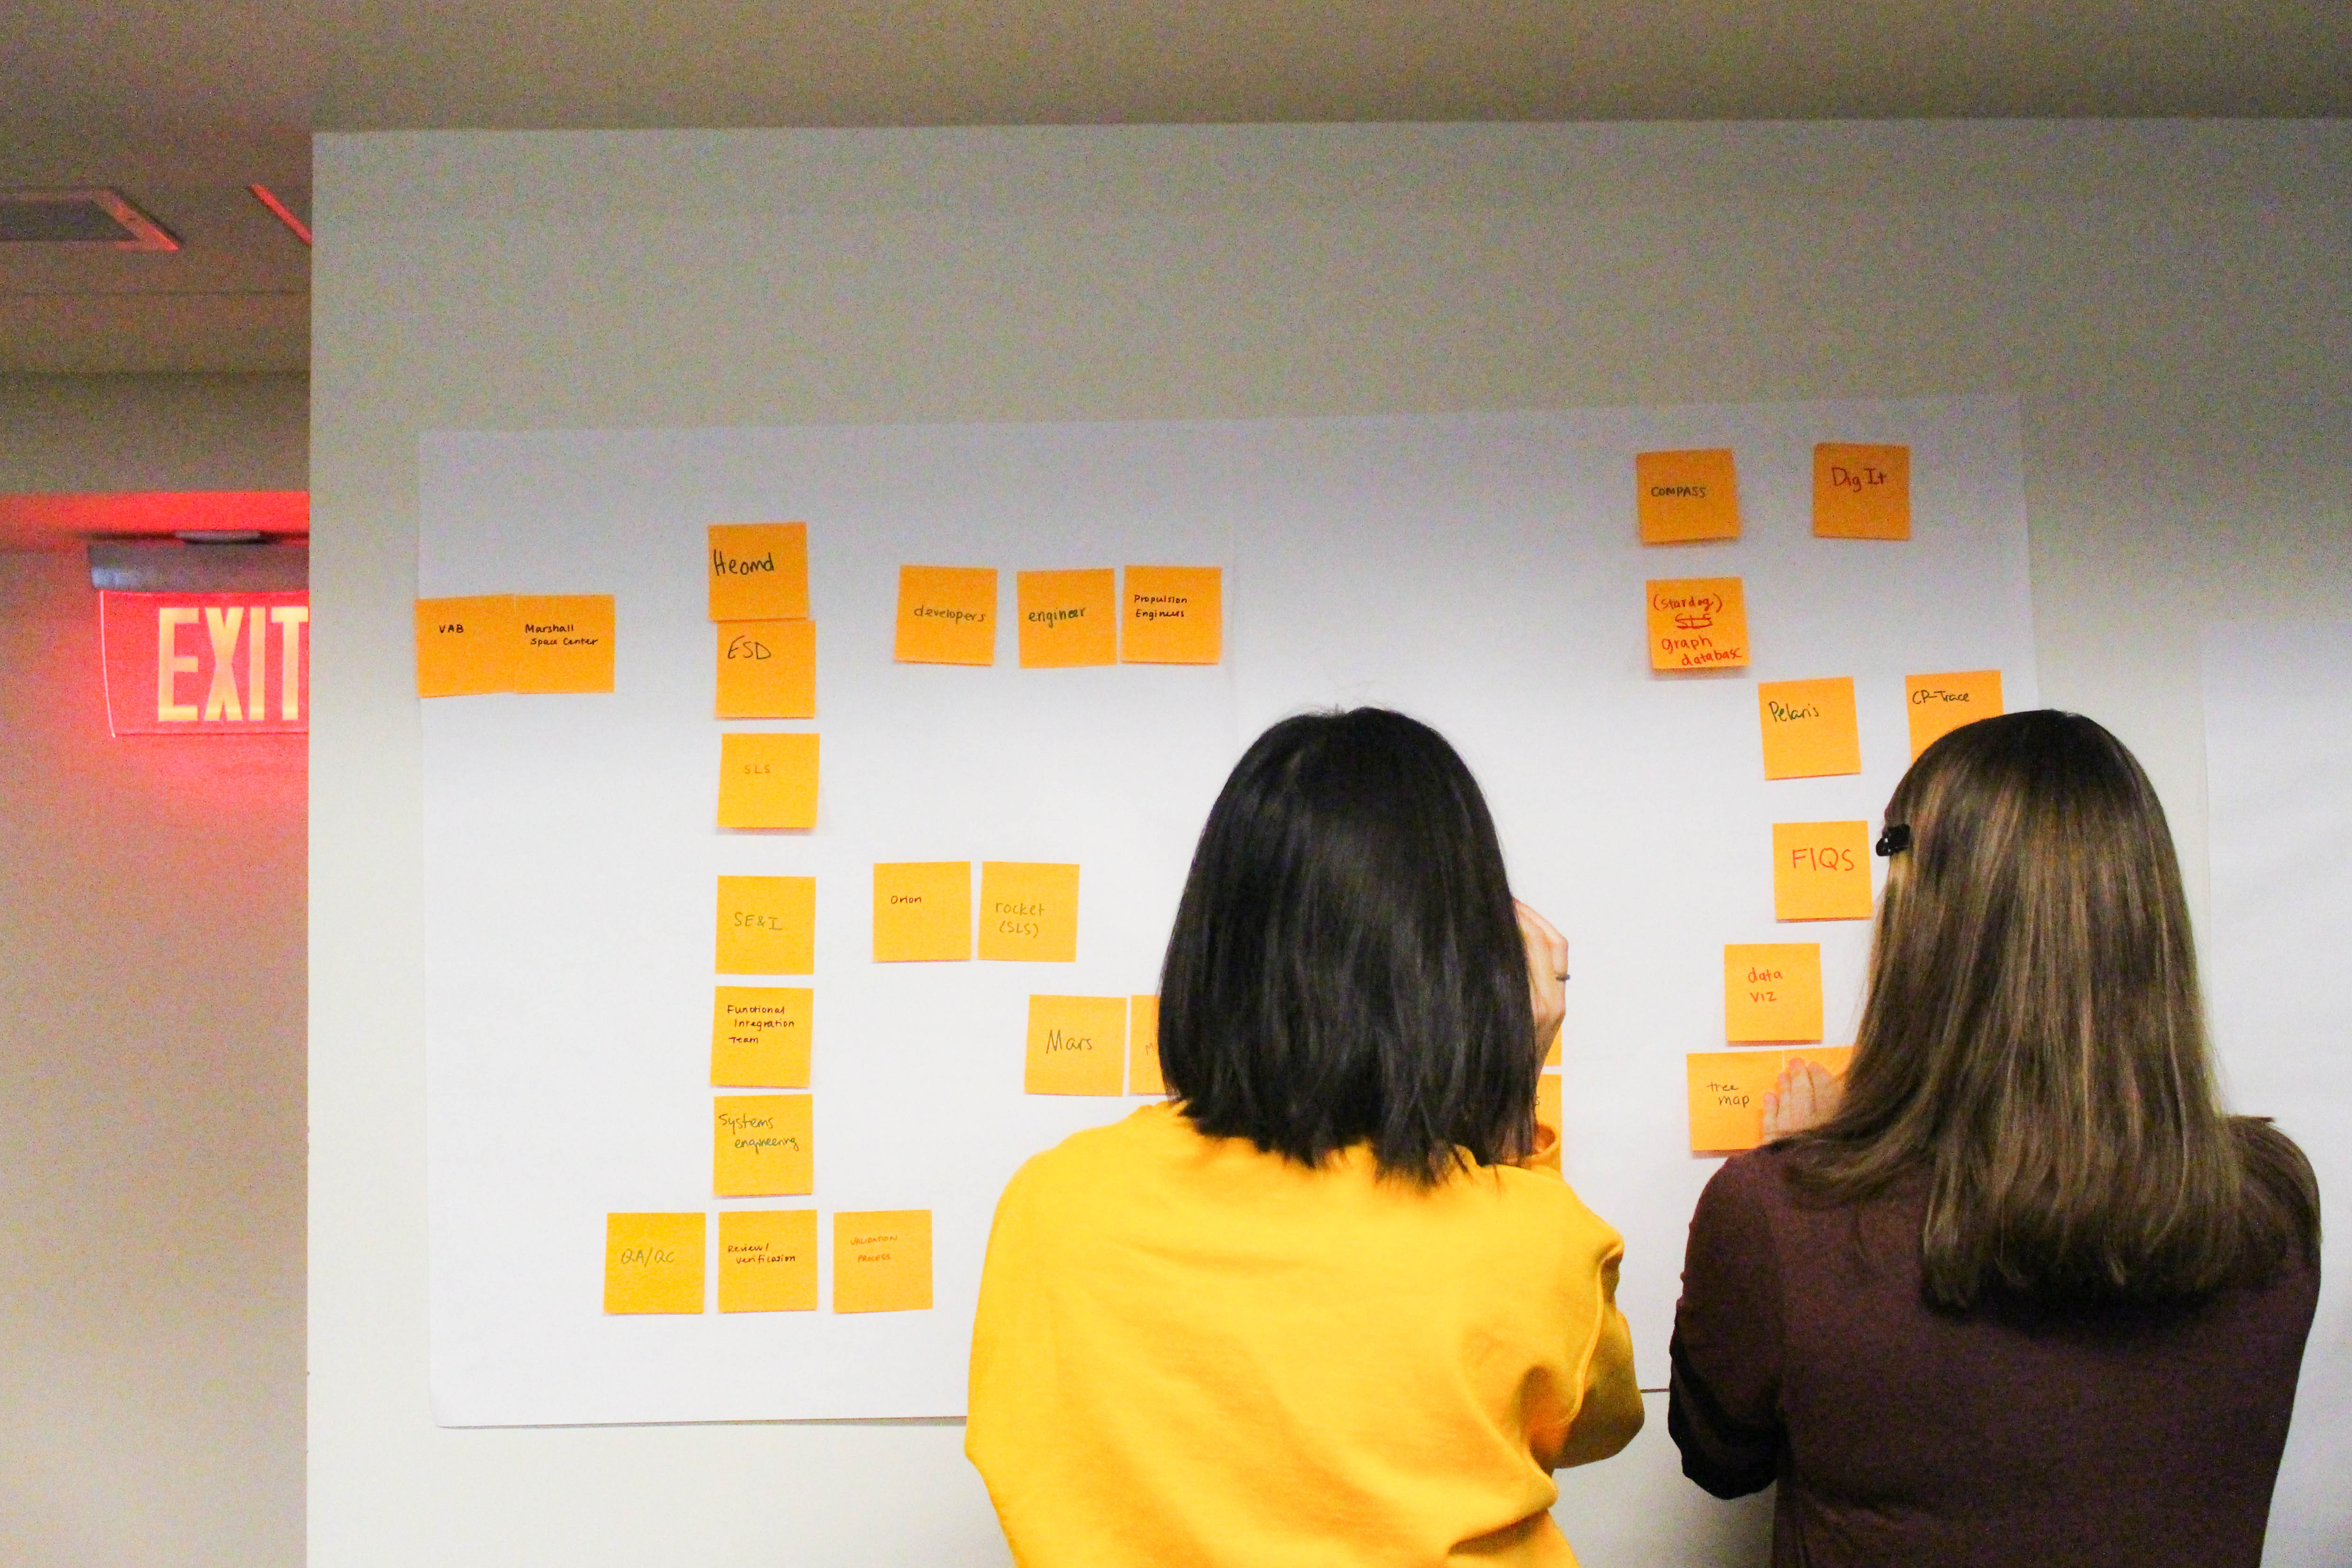 EXIT
VAB
Marshall
Space Center
Heomd
ESD
SLS
SE&I
Functional
Integration
Team
Systems
engineering
QA/QC
Review/
Verification
VALIDATION
PROCESS
developers
engineer
Propulsion
Engineers
Orion
rocket
(SLS)
Mars
COMPASS
Dig It
(stardog)
SLS
graph
database
Pelaris
CR-Trace
FIQS
data
viz
tree
map